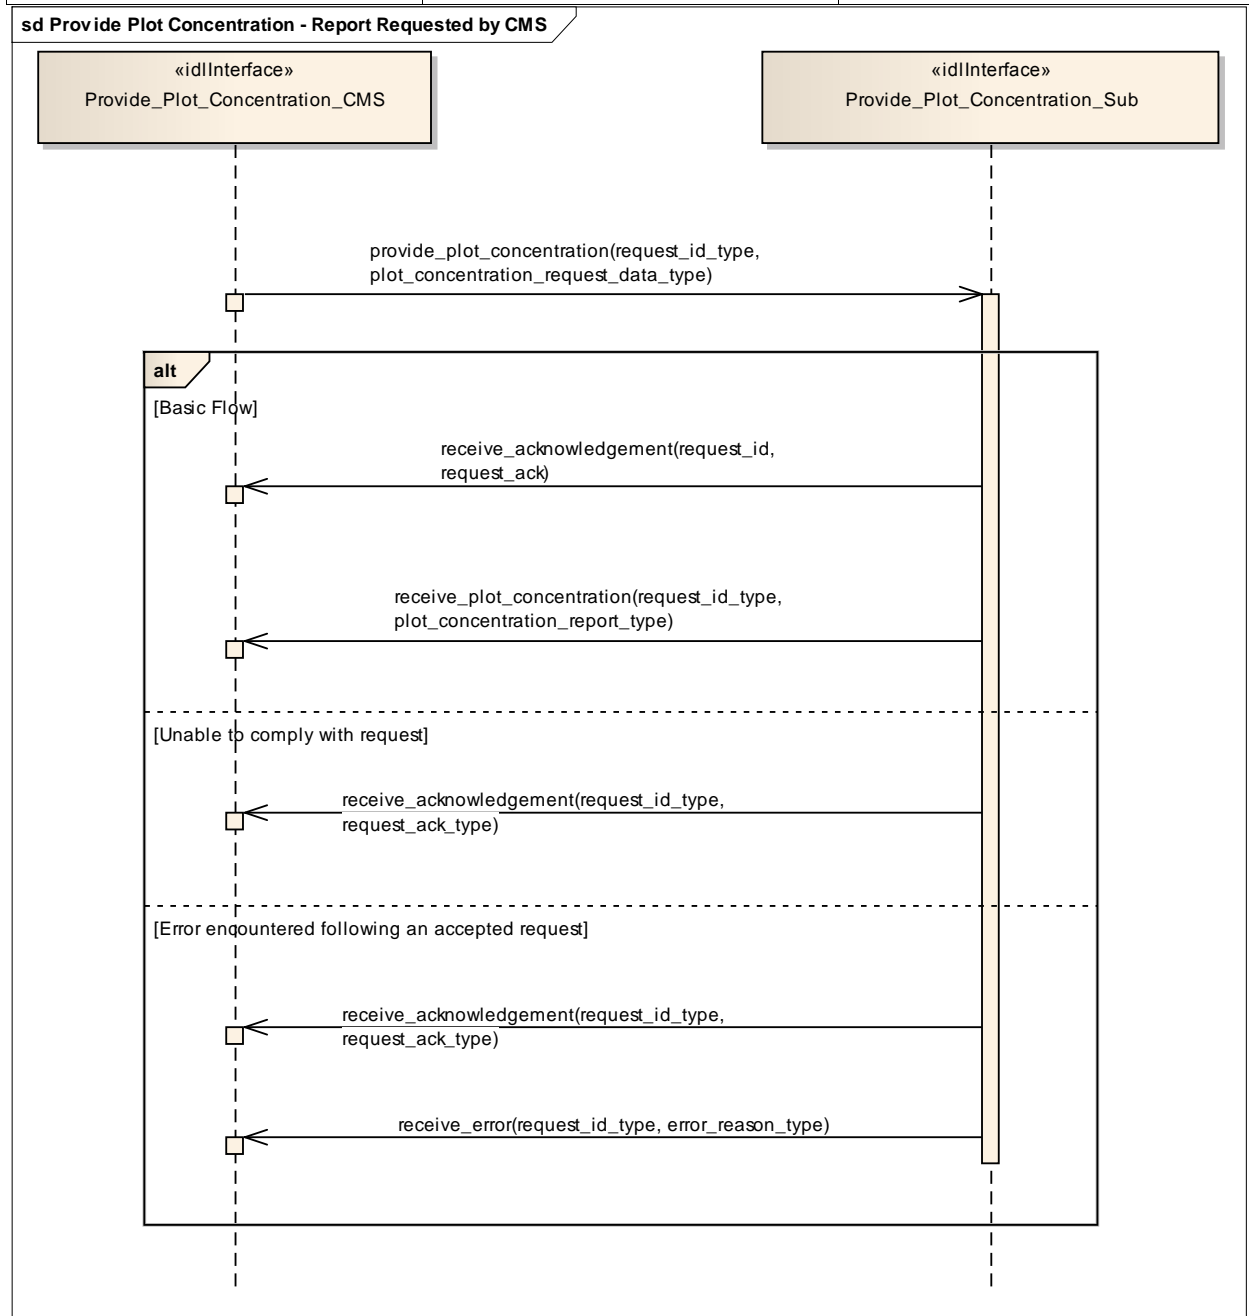 sd Provide Plot Concentration - Report Requested by CMS
«idlInterface»
Provide_Plot_Concentration_CMS
«idlInterface»
Provide_Plot_Concentration_Sub
provide_plot_concentration(request_id_type,
plot_concentration_request_data_type)
alt
[Basic Flow]
receive_acknowledgement(request_id,
request_ack)
receive_plot_concentration(request_id_type,
plot_concentration_report_type)
[Unable to comply with request]
receive_acknowledgement(request_id_type,
request_ack_type)
[Error encountered following an accepted request]
receive_acknowledgement(request_id_type,
request_ack_type)
receive_error(request_id_type, error_reason_type)